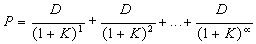 P = D/(1 + K)^1 + D/(1 + K)^2 + ... + D/(1 + K)^∞